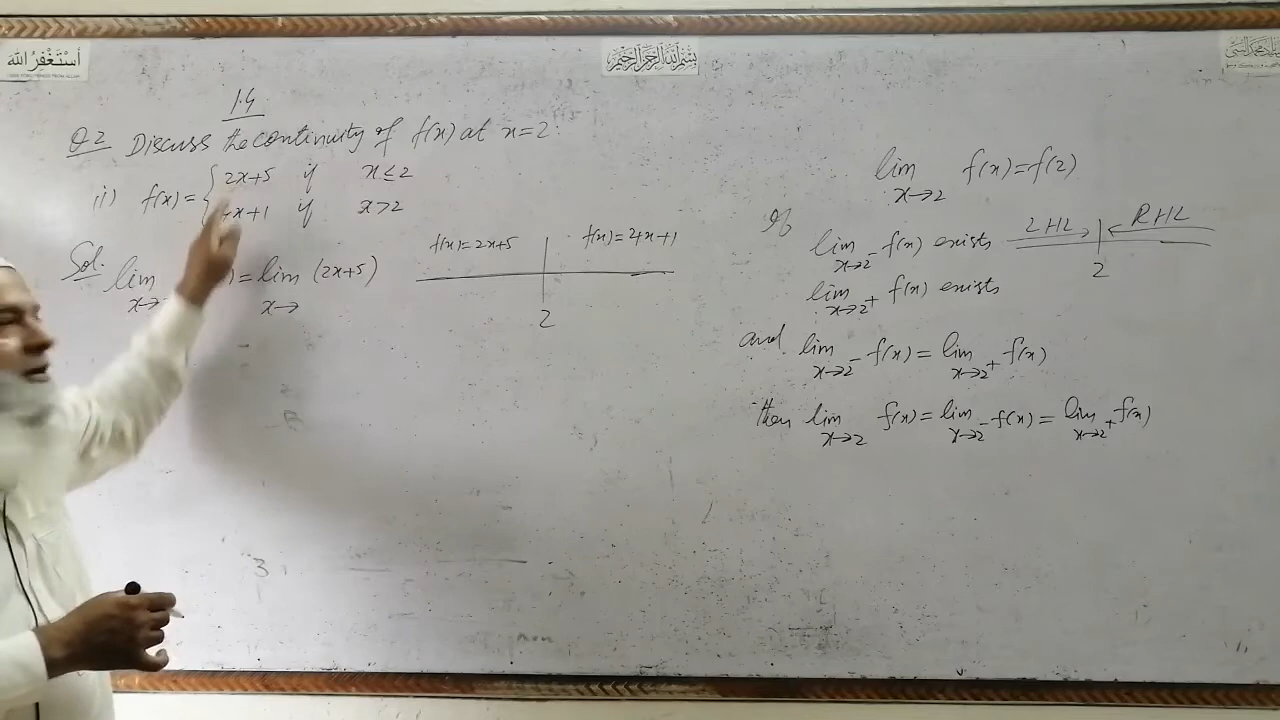 أستغفر الله
بسم الله الرحمن الرحيم
1.4
Q2 Discuss the continuity of f(x) at x=2.
ii) f(x)= { 2x+5 if x≤2
x+1 if x>2
Sol. lim x→2 ) = lim x→ (2x+5)
f(x)=2x+5 f(x)=4x+1
2
lim x→2 f(x)=f(2)
If lim x→2⁻ f(x) exists LHL RHL
2
lim x→2⁺ f(x) exists
and lim x→2⁻ f(x) = lim x→2⁺ f(x)
then lim x→2 f(x) = lim x→2⁻ f(x) = lim x→2⁺ f(x)